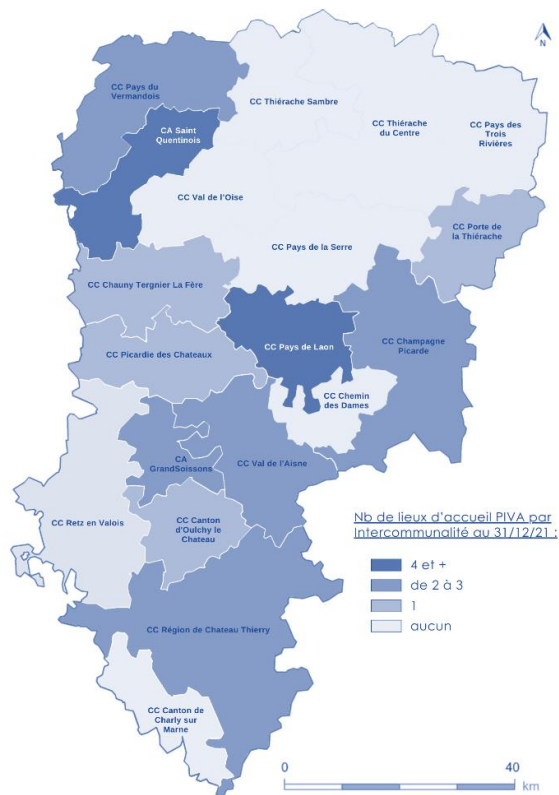 N
CC Pays du
Vermandois
CC Thiérache Sambre
CA Saint
Quentinois
CC Thiérache
du Centre
CC Pays des
Trois
Rivières
CC Val de l'Oise
CC Porte de
la Thiérache
CC Pays de la Serre
CC Chauny Tergnier La Fère
CC Pays de Laon
CC Champagne
Picarde
CC Picardie des Chateaux
CC Chemin
des Dames
CA
GrandSoissons
CC Val de l'Aisne
CC Retz en Valois
CC Canton
d'Oulchy le
Chateau
Nb de lieux d'accueil PIVA par
Intercommunalité au 31/12/21 :
4 et +
de 2 à 3
1
aucun
CC Région de Chateau Thierry
CC Canton de
Charly sur
Marne
0
40
km